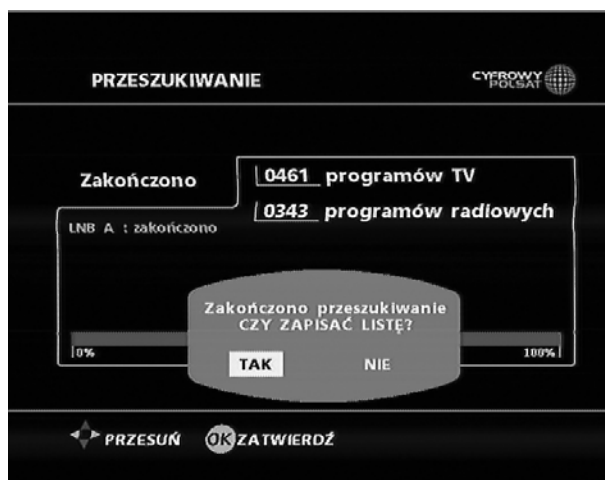 PRZESZUKIWANIE
CYFROWY
POLSAT
Zakończono
0461 programów TV
0343 programów radiowych
LNB A : zakończono
Zakończono przeszukiwanie
CZY ZAPISAĆ LISTĘ?
0%
100%
TAK NIE
PRZESUŃ OK ZATWIERDŹ